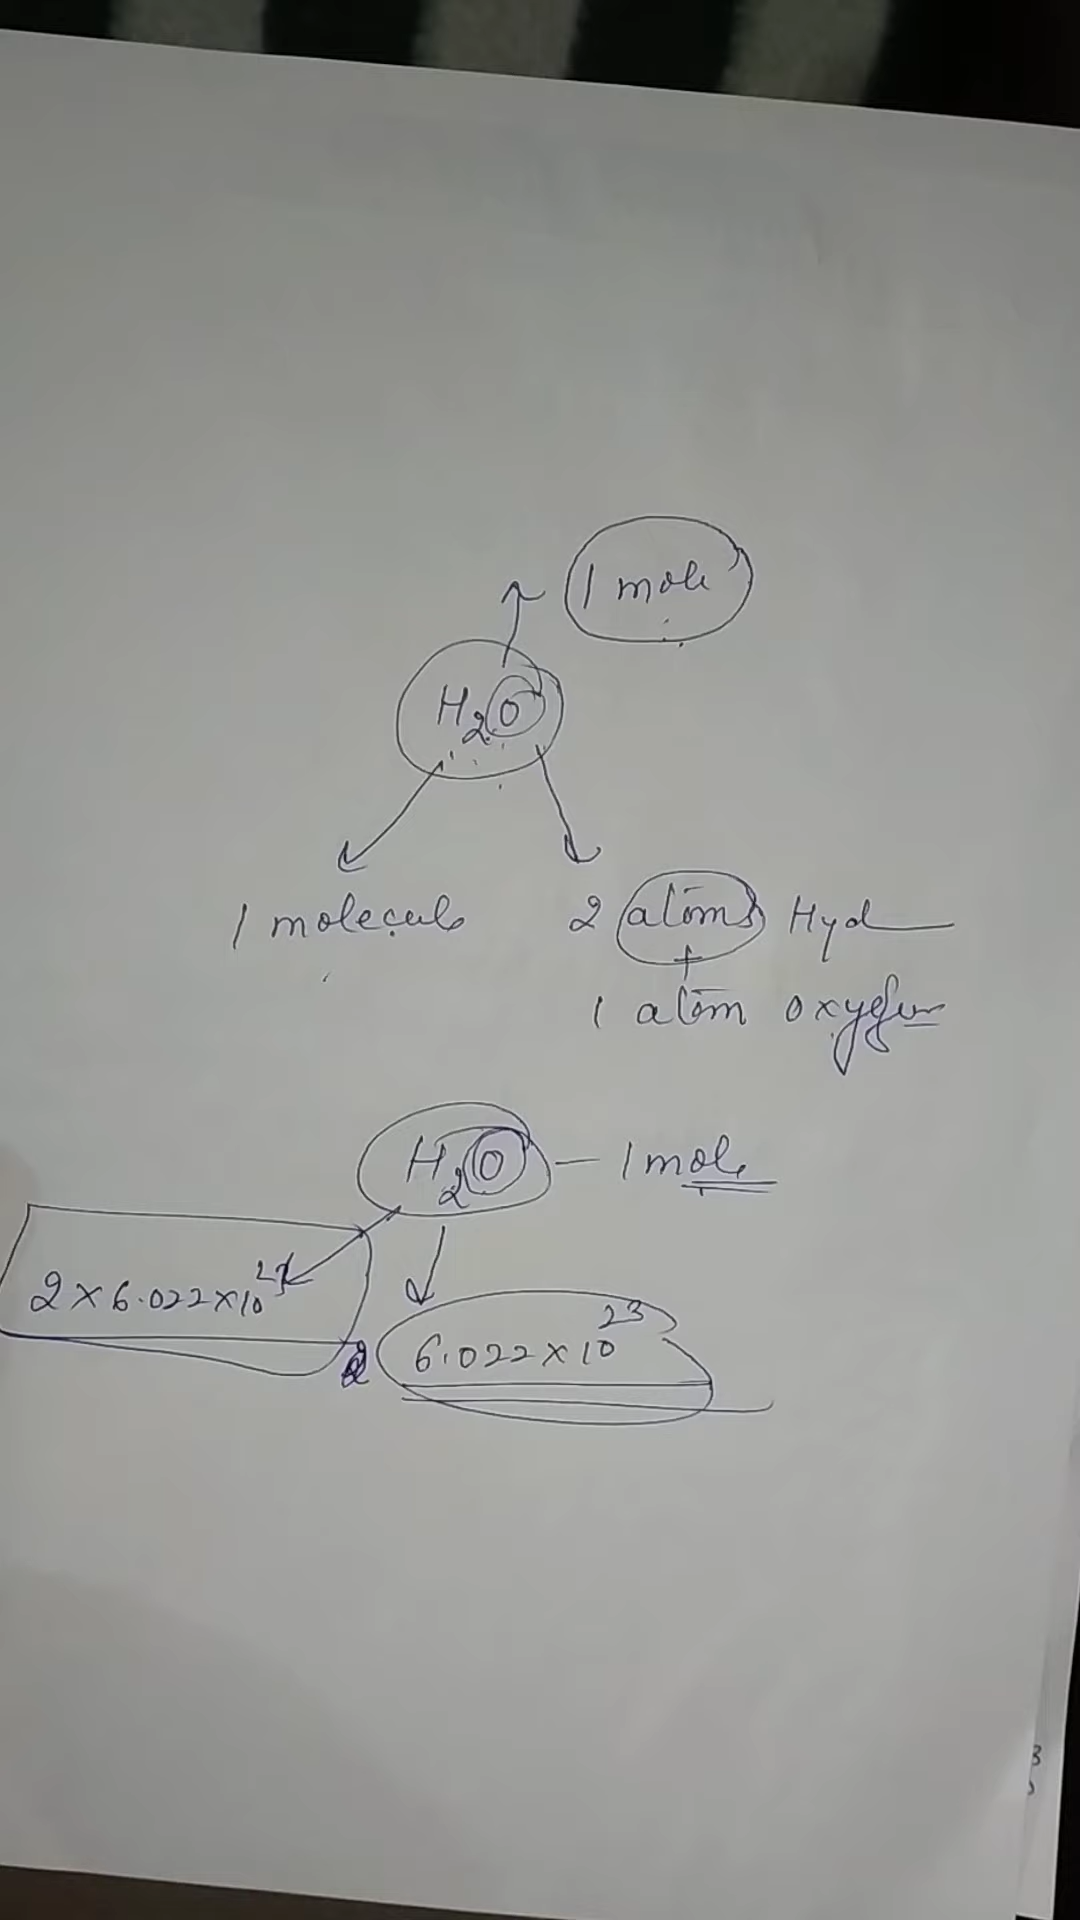 1 mole
H2O
1 molecule
2 atoms Hyd
+
1 atom oxygen
H2O — 1 mole
2 × 6.022 × 10^23
6.022 × 10^23
3